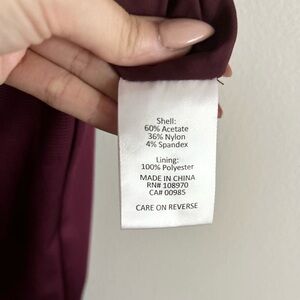 Shell:
60% Acetate
36% Nylon
4% Spandex
Lining:
100% Polyester
MADE IN CHINA
RN# 108970
CA# 00985
CARE ON REVERSE